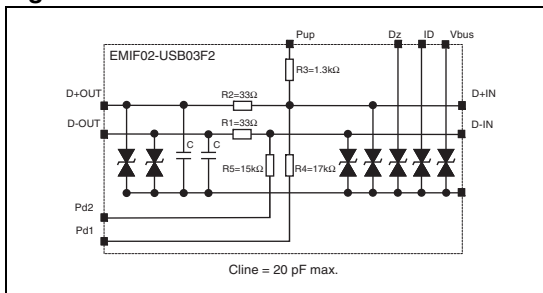 Pup Dz ID Vbus
EMIF02-USB03F2
R3=1.3kΩ
D+OUT R2=33Ω D+IN
D-OUT R1=33Ω D-IN
C C
R5=15kΩ R4=17kΩ
Pd2
Pd1
Cline = 20 pF max.